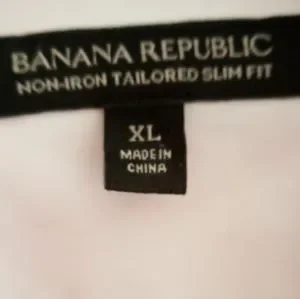 BANANA REPUBLIC
NON-IRON TAILORED SLIM FIT
XL
MADE IN
CHINA